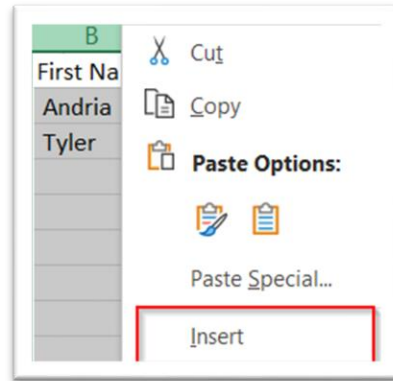 B
First Na
Andria
Tyler
Cut
Copy
Paste Options:
Paste Special...
Insert